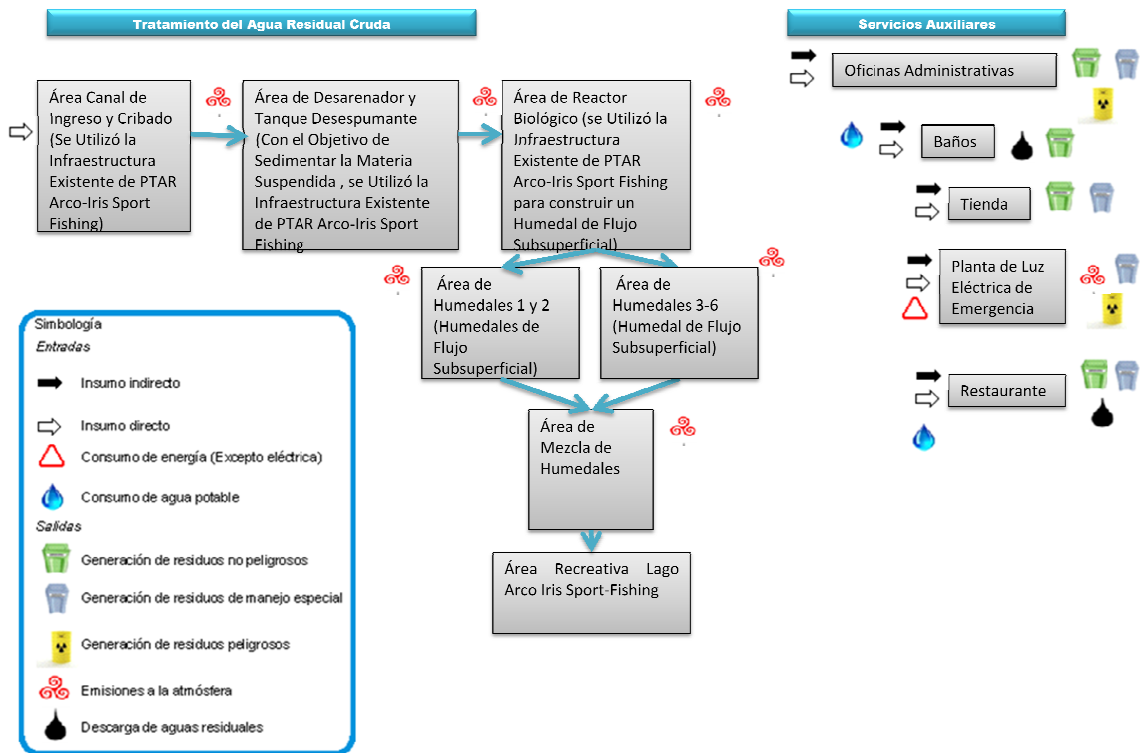 Tratamiento del Agua Residual Cruda
Servicios Auxiliares
Área Canal de
Ingreso y Cribado
(Se Utilizó la
Infraestructura
Existente de PTAR
Arco-Iris Sport
Fishing)
Área de Desarenador y
Tanque Desespumante
(Con el Objetivo de
Sedimentar la Materia
Suspendida , se Utilizó la
Infraestructura Existente
de PTAR Arco-Iris Sport
Fishing
Área de Reactor
Biológico (se Utilizó la
Infraestructura
Existente de PTAR
Arco-Iris Sport Fishing
para construir un
Humedal de Flujo
Subsuperficial)
Área de
Humedales 1 y 2
(Humedales de
Flujo
Subsuperficial)
Área de
Humedales 3-6
(Humedal de Flujo
Subsuperficial)
Área de
Mezcla de
Humedales
Área Recreativa Lago
Arco Iris Sport-Fishing
Oficinas Administrativas
Baños
Tienda
Planta de Luz
Eléctrica de
Emergencia
Restaurante
Simbología
Entradas
Insumo indirecto
Insumo directo
Consumo de energía (Excepto eléctrica)
Consumo de agua potable
Salidas
Generación de residuos no peligrosos
Generación de residuos de manejo especial
Generación de residuos peligrosos
Emisiones a la atmósfera
Descarga de aguas residuales